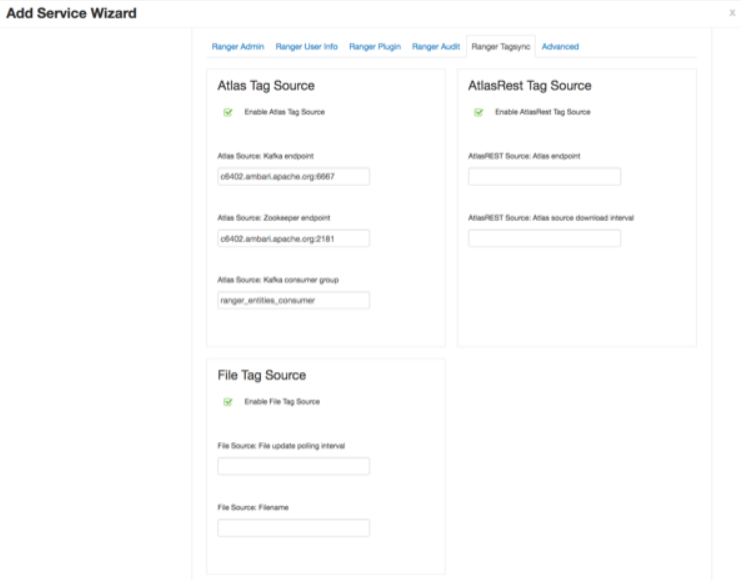 Add Service Wizard
x
Ranger Admin Ranger User Info Ranger Plugin Ranger Audit Ranger Tagsync Advanced
Atlas Tag Source
Enable Atlas Tag Source
Atlas Source: Kafka endpoint
c6402.ambari.apache.org:6667
Atlas Source: Zookeeper endpoint
c6402.ambari.apache.org:2181
Atlas Source: Kafka consumer group
ranger_entities_consumer
AtlasRest Tag Source
Enable AtlasRest Tag Source
AtlasREST Source: Atlas endpoint
AtlasREST Source: Atlas source download interval
File Tag Source
Enable File Tag Source
File Source: File update polling interval
File Source: Filename